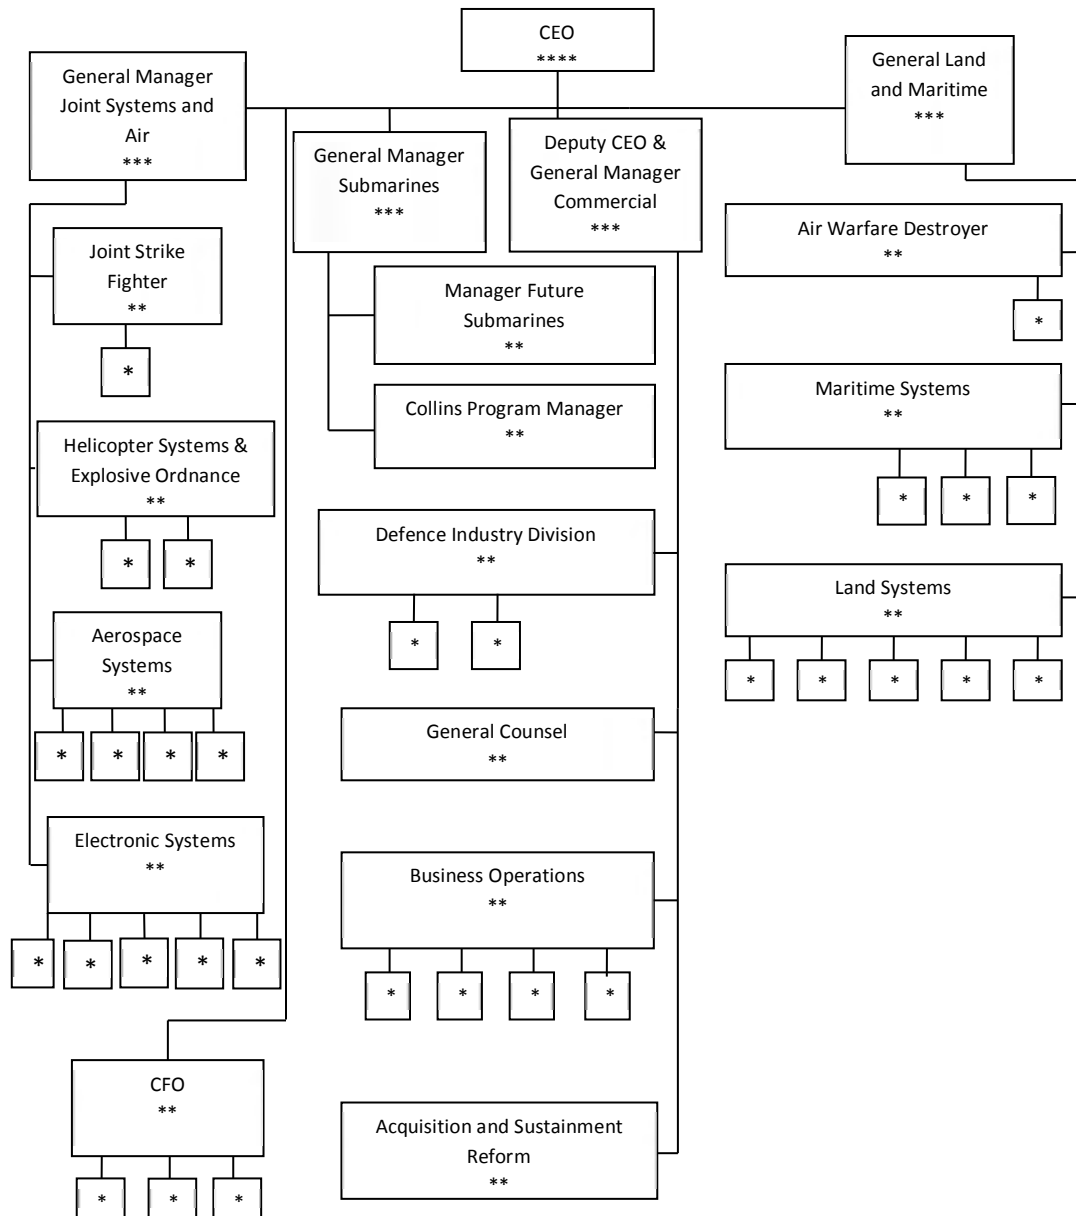 CEO
****
General Manager
Joint Systems and
Air
***
General Manager
Submarines
***
Deputy CEO &
General Manager
Commercial
***
General Land
and Maritime
***
Joint Strike
Fighter
**
*
Helicopter Systems &
Explosive Ordnance
**
* *
Aerospace
Systems
**
* * * *
Electronic Systems
**
* * * * *
CFO
**
* * *
Manager Future
Submarines
**
Collins Program Manager
**
Defence Industry Division
**
* *
General Counsel
**
Business Operations
**
* * * *
Acquisition and Sustainment
Reform
**
Air Warfare Destroyer
**
*
Maritime Systems
**
* * *
Land Systems
**
* * * * *